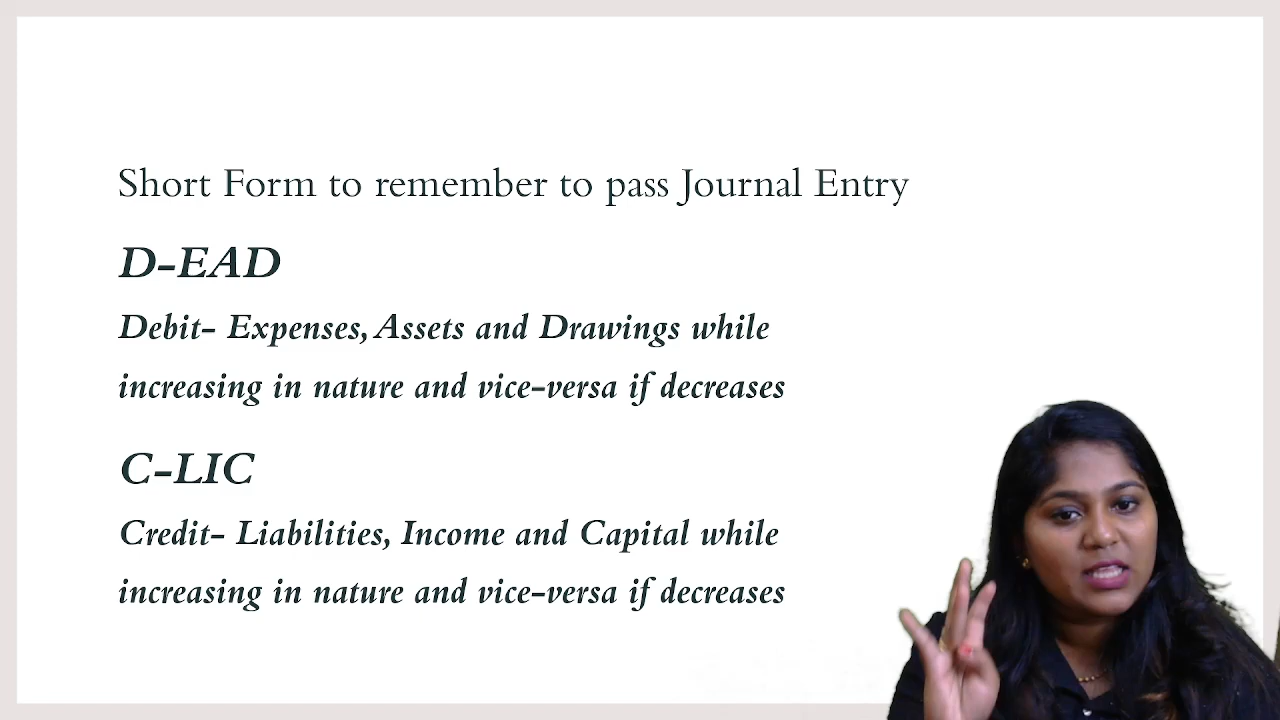 Short Form to remember to pass Journal Entry
D-EAD
Debit- Expenses, Assets and Drawings while
increasing in nature and vice-versa if decreases
C-LIC
Credit- Liabilities, Income and Capital while
increasing in nature and vice-versa if decreases